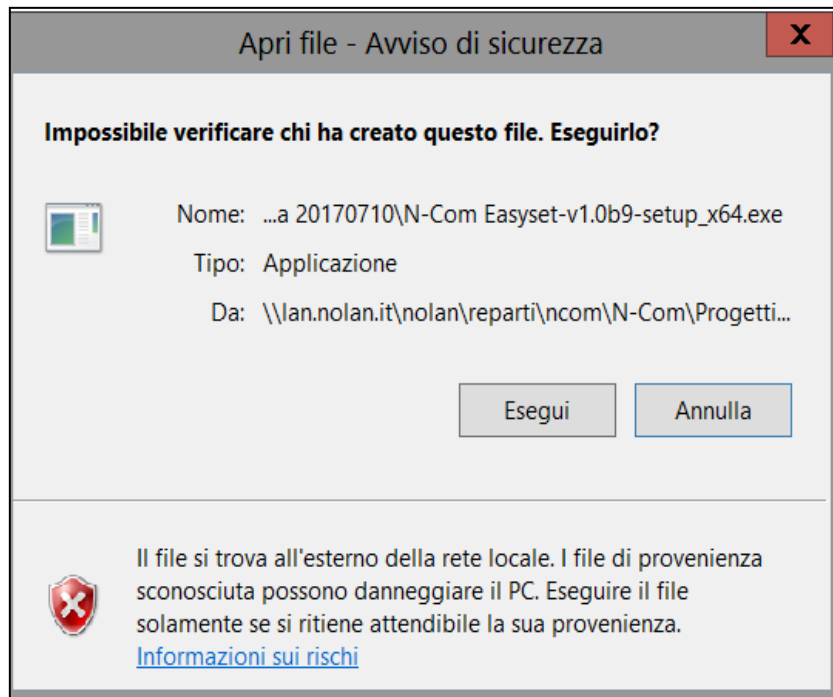 Apri file - Avviso di sicurezza
X
Impossibile verificare chi ha creato questo file. Eseguirlo?
Nome: ...a 20170710\N-Com Easyset-v1.0b9-setup_x64.exe
Tipo: Applicazione
Da: \\lan.nolan.it\nolan\reparti\ncom\N-Com\Progetti...
Esegui Annulla
Il file si trova all'esterno della rete locale. I file di provenienza
sconosciuta possono danneggiare il PC. Eseguire il file
solamente se si ritiene attendibile la sua provenienza.
Informazioni sui rischi